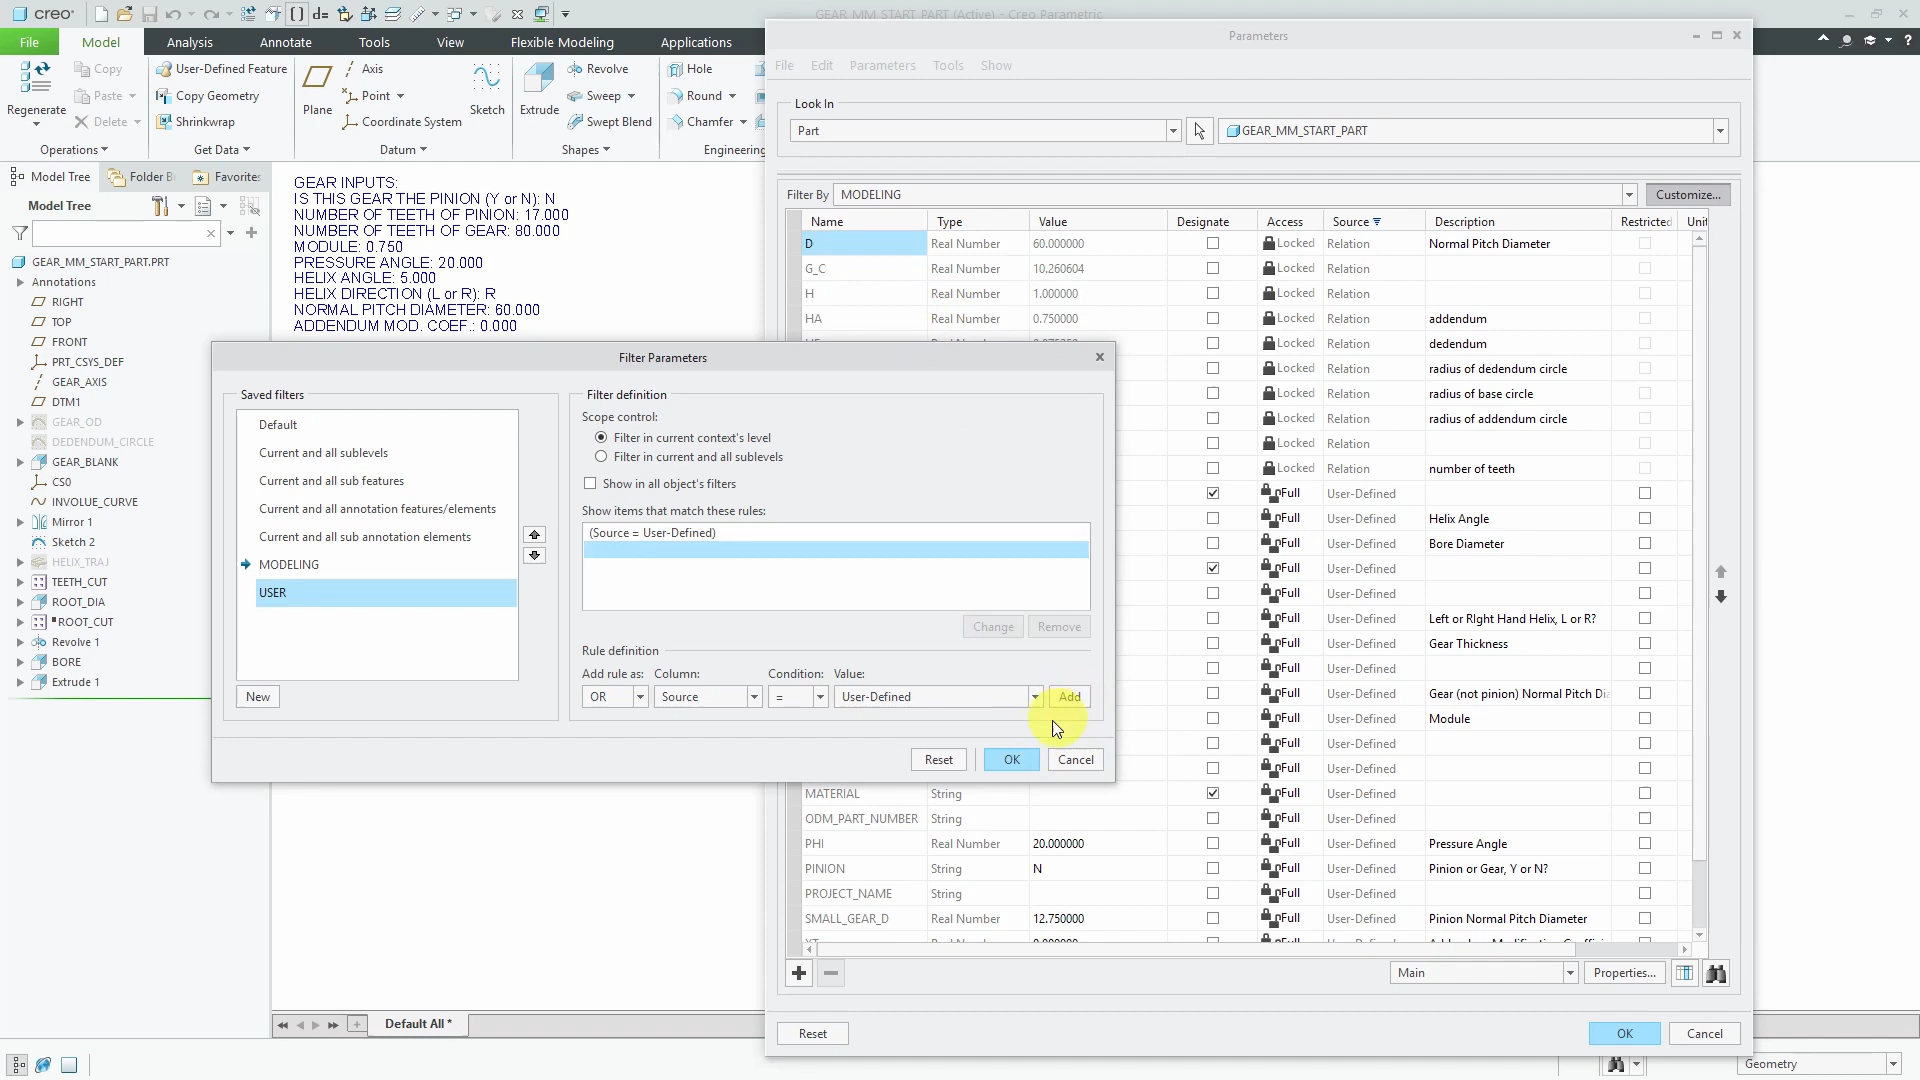 creo
GEAR_MM_START_PART (Active) - Creo Parametric
File
Model
Analysis
Annotate
Tools
View
Flexible Modeling
Applications
Regenerate
Copy
Paste
Delete
Operations
User-Defined Feature
Copy Geometry
Shrinkwrap
Get Data
Plane
Axis
Point
Coordinate System
Sketch
Datum
Extrude
Revolve
Sweep
Swept Blend
Shapes
Hole
Round
Chamfer
Engineering
Model Tree
Folder B
Favorites
Model Tree
GEAR_MM_START_PART.PRT
Annotations
RIGHT
TOP
FRONT
PRT_CSYS_DEF
GEAR_AXIS
DTM1
GEAR_OD
DEDENDUM_CIRCLE
GEAR_BLANK
CS0
INVOLUE_CURVE
Mirror 1
Sketch 2
HELIX_TRAJ
TEETH_CUT
ROOT_DIA
ROOT_CUT
Revolve 1
BORE
Extrude 1
GEAR INPUTS:
IS THIS GEAR THE PINION (Y or N): N
NUMBER OF TEETH OF PINION: 17.000
NUMBER OF TEETH OF GEAR: 80.000
MODULE: 0.750
PRESSURE ANGLE: 20.000
HELIX ANGLE: 5.000
HELIX DIRECTION (L or R): R
NORMAL PITCH DIAMETER: 60.000
ADDENDUM MOD. COEF.: 0.000
Filter Parameters
Saved filters
Default
Current and all sublevels
Current and all sub features
Current and all annotation features/elements
Current and all sub annotation elements
MODELING
USER
New
Filter definition
Scope control:
Filter in current context's level
Filter in current and all sublevels
Show in all object's filters
Show items that match these rules:
(Source = User-Defined)
Change
Remove
Rule definition
Add rule as: Column: Condition: Value:
OR Source = User-Defined Add
Reset
OK
Cancel
Parameters
File Edit Parameters Tools Show
Look In
Part
GEAR_MM_START_PART
Filter By MODELING
Customize...
Name Type Value Designate Access Source Description Restricted Unit
D Real Number 60.000000 Locked Relation Normal Pitch Diameter
G_C Real Number 10.260604 Locked Relation
H Real Number 1.000000 Locked Relation
HA Real Number 0.750000 Locked Relation addendum
Locked Relation dedendum
Locked Relation radius of dedendum circle
Locked Relation radius of base circle
Locked Relation radius of addendum circle
Locked Relation
Locked Relation number of teeth
Full User-Defined
Full User-Defined Helix Angle
Full User-Defined Bore Diameter
Full User-Defined
Full User-Defined
Full User-Defined Left or RIght Hand Helix, L or R?
Full User-Defined Gear Thickness
Full User-Defined
Full User-Defined Gear (not pinion) Normal Pitch Di
Full User-Defined Module
Full User-Defined
Full User-Defined
MATERIAL String Full User-Defined
ODM_PART_NUMBER String Full User-Defined
PHI Real Number 20.000000 Full User-Defined Pressure Angle
PINION String N Full User-Defined Pinion or Gear, Y or N?
PROJECT_NAME String Full User-Defined
SMALL_GEAR_D Real Number 12.750000 Full User-Defined Pinion Normal Pitch Diameter
Main
Properties...
Reset
OK
Cancel
Default All *
Geometry